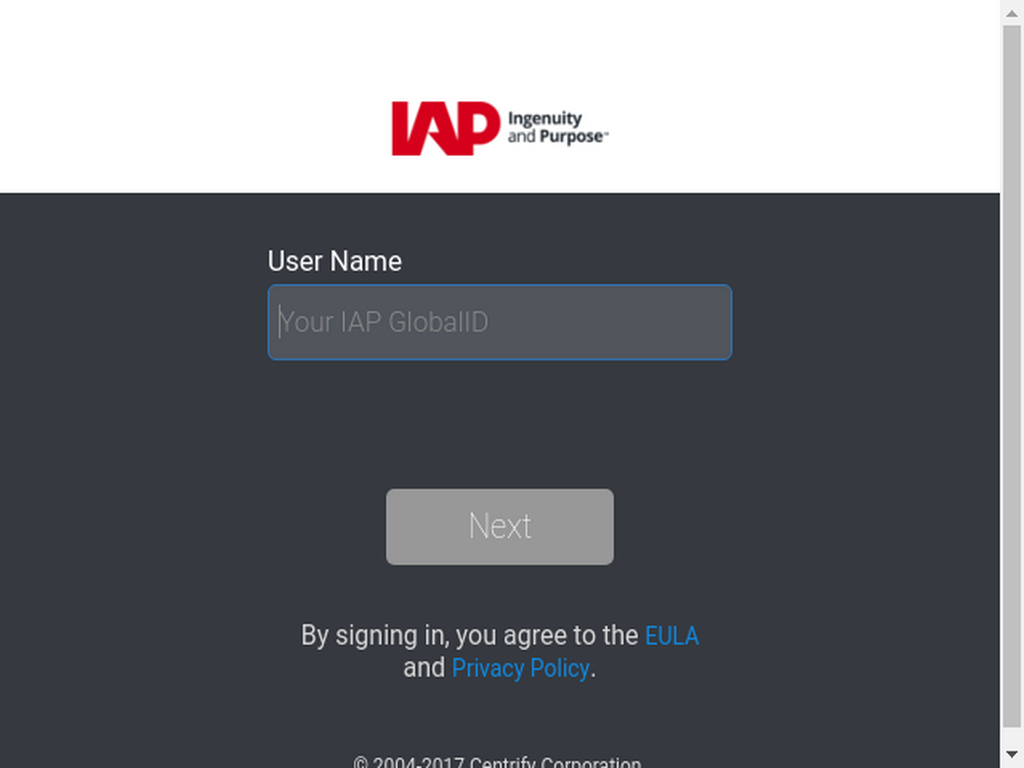 IAP Ingenuity
and Purpose™
User Name
Your IAP GlobalID
Next
By signing in, you agree to the EULA
and Privacy Policy.
© 2004-2017 Centrify Corporation